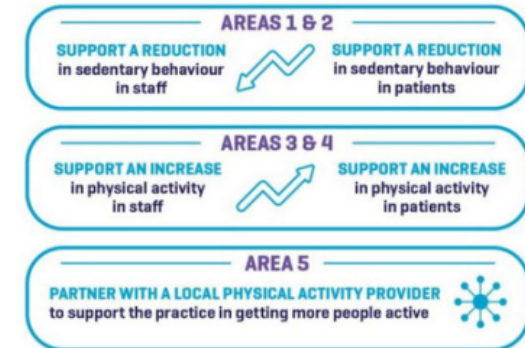 AREAS 1 & 2
SUPPORT A REDUCTION
in sedentary behaviour
in staff
SUPPORT A REDUCTION
in sedentary behaviour
in patients
AREAS 3 & 4
SUPPORT AN INCREASE
in physical activity
in staff
SUPPORT AN INCREASE
in physical activity
in patients
AREA 5
PARTNER WITH A LOCAL PHYSICAL ACTIVITY PROVIDER
to support the practice in getting more people active